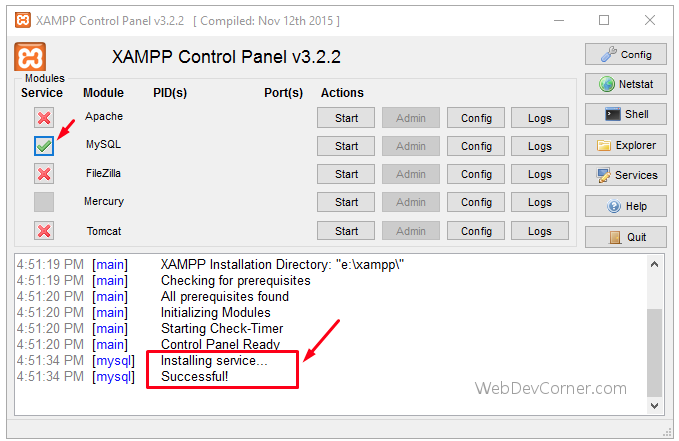 XAMPP Control Panel v3.2.2 [ Compiled: Nov 12th 2015 ]
XAMPP Control Panel v3.2.2
Modules
Service Module PID(s) Port(s) Actions
Apache Start Admin Config Logs
MySQL Start Admin Config Logs
FileZilla Start Admin Config Logs
Mercury Start Admin Config Logs
Tomcat Start Admin Config Logs
Config
Netstat
Shell
Explorer
Services
Help
Quit
4:51:19 PM [main] XAMPP Installation Directory: "e:\xampp\"
4:51:19 PM [main] Checking for prerequisites
4:51:20 PM [main] All prerequisites found
4:51:20 PM [main] Initializing Modules
4:51:20 PM [main] Starting Check-Timer
4:51:20 PM [main] Control Panel Ready
4:51:34 PM [mysql] Installing service...
4:51:34 PM [mysql] Successful!
WebDevCorner.com